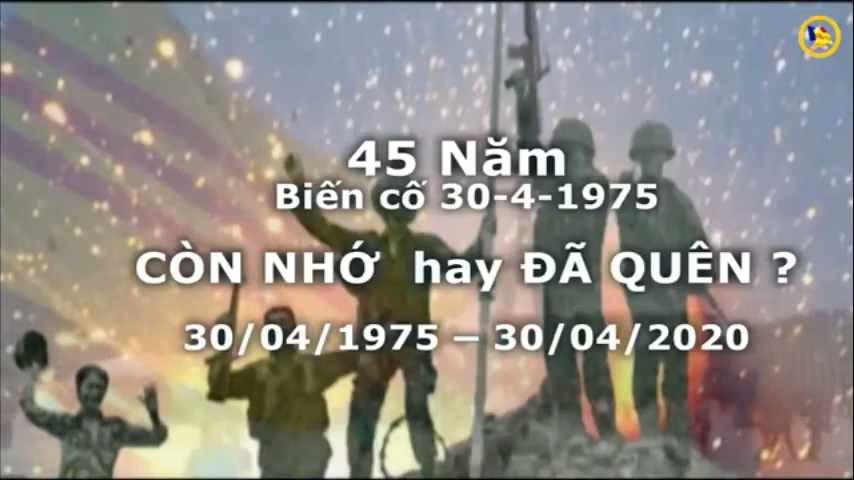 45 Năm
Biến cố 30-4-1975
CÒN NHỚ hay ĐÃ QUÊN ?
30/04/1975 – 30/04/2020